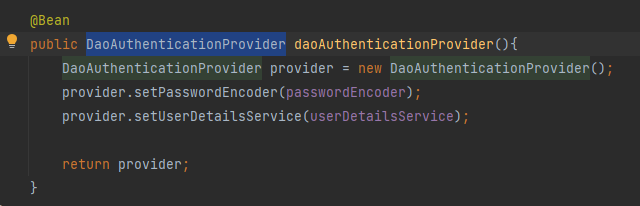 @Bean
public DaoAuthenticationProvider daoAuthenticationProvider(){
DaoAuthenticationProvider provider = new DaoAuthenticationProvider();
provider.setPasswordEncoder(passwordEncoder);
provider.setUserDetailsService(userDetailsService);
return provider;
}